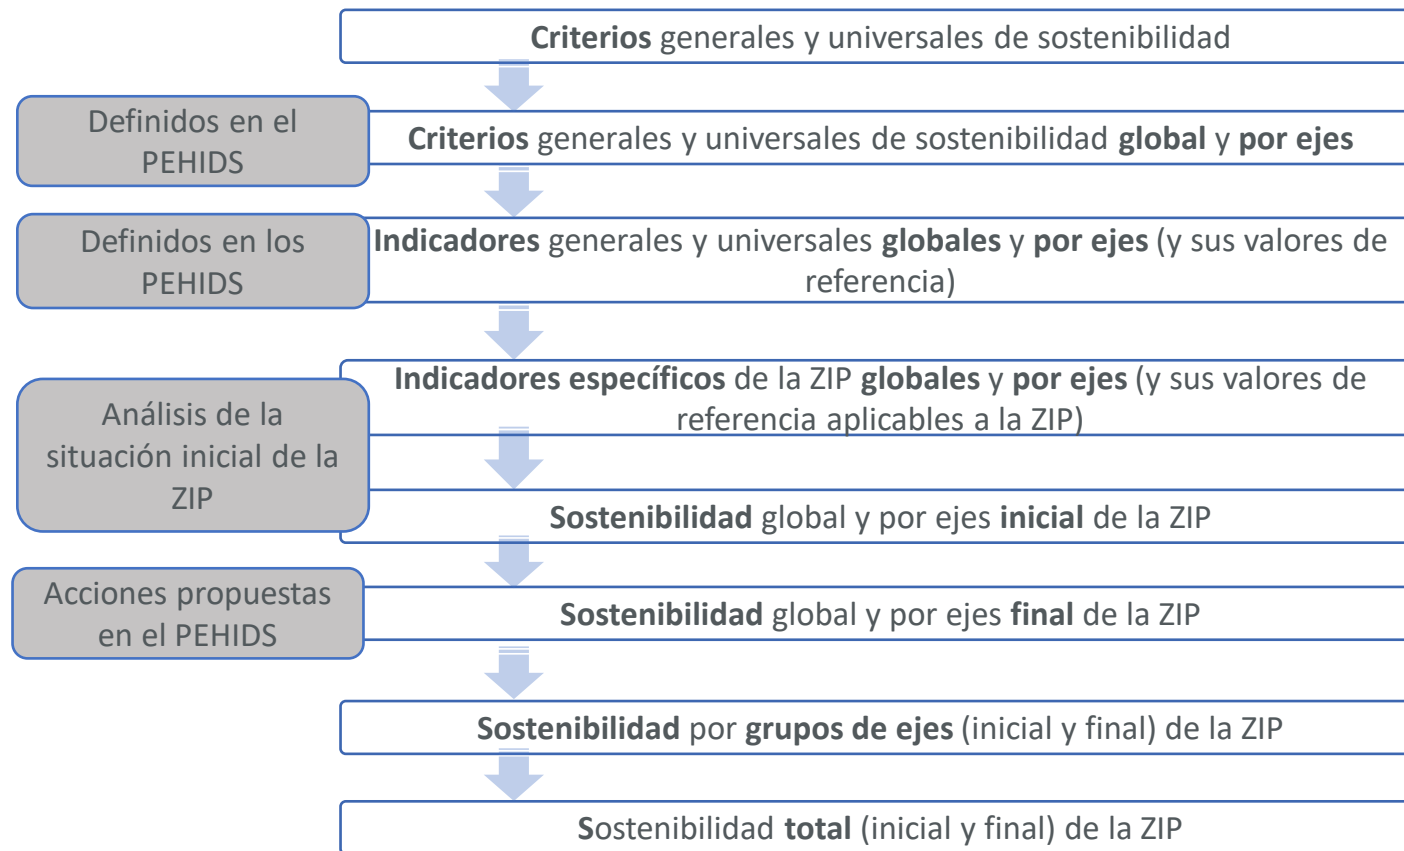 Criterios generales y universales de sostenibilidad
Definidos en el
PEHIDS
Criterios generales y universales de sostenibilidad global y por ejes
Definidos en los
PEHIDS
Indicadores generales y universales globales y por ejes (y sus valores de
referencia)
Análisis de la
situación inicial de la
ZIP
Indicadores específicos de la ZIP globales y por ejes (y sus valores de
referencia aplicables a la ZIP)
Sostenibilidad global y por ejes inicial de la ZIP
Acciones propuestas
en el PEHIDS
Sostenibilidad global y por ejes final de la ZIP
Sostenibilidad por grupos de ejes (inicial y final) de la ZIP
Sostenibilidad total (inicial y final) de la ZIP